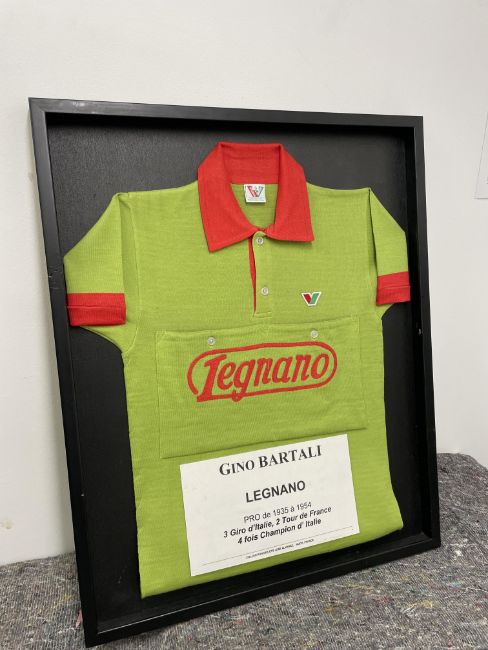 Legnano
GINO BARTALI
LEGNANO
PRO de 1935 à 1954
3 Giro d'Italie, 2 Tour de France
4 fois Champion d' Italie